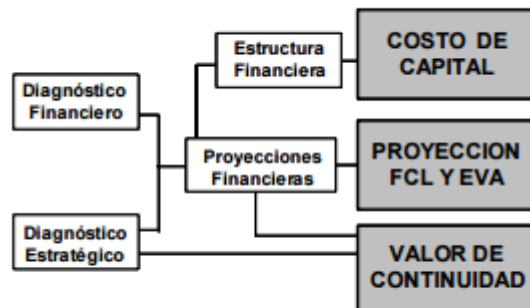 Estructura
Financiera
COSTO DE
CAPITAL
Diagnóstico
Financiero
Proyecciones
Financieras
PROYECCION
FCL Y EVA
Diagnóstico
Estratégico
VALOR DE
CONTINUIDAD